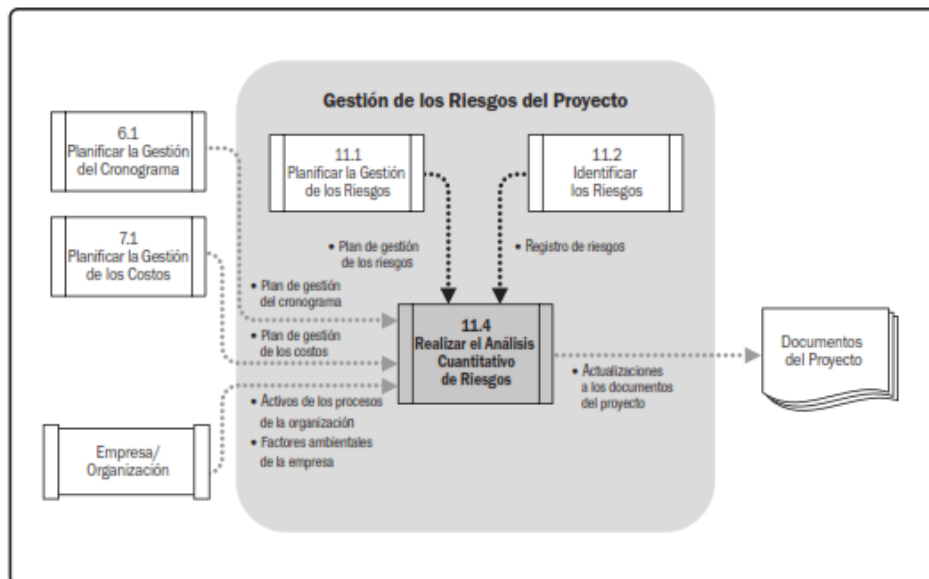 Gestión de los Riesgos del Proyecto
6.1
Planificar la Gestión
del Cronograma
11.1
Planificar la Gestión
de los Riesgos
11.2
Identificar
los Riesgos
7.1
Planificar la Gestión
de los Costos
• Plan de gestión
de los riesgos
• Registro de riesgos
• Plan de gestión
del cronograma
• Plan de gestión
de los costos
11.4
Realizar el Análisis
Cuantitativo
de Riesgos
Documentos
del Proyecto
• Actualizaciones
a los documentos
del proyecto
• Activos de los procesos
de la organización
• Factores ambientales
de la empresa
Empresa/
Organización